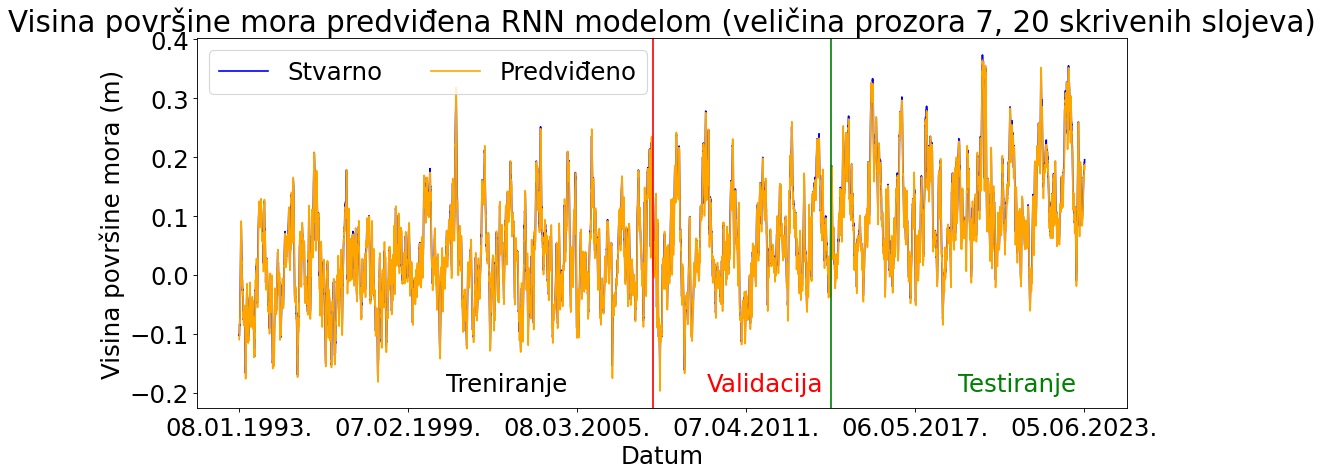 Visina površine mora predviđena RNN modelom (veličina prozora 7, 20 skrivenih slojeva)
Stvarno
Predviđeno
Visina površine mora (m)
0.4
0.3
0.2
0.1
0.0
−0.1
−0.2
Treniranje
Validacija
Testiranje
08.01.1993.
07.02.1999.
08.03.2005.
07.04.2011.
06.05.2017.
05.06.2023.
Datum